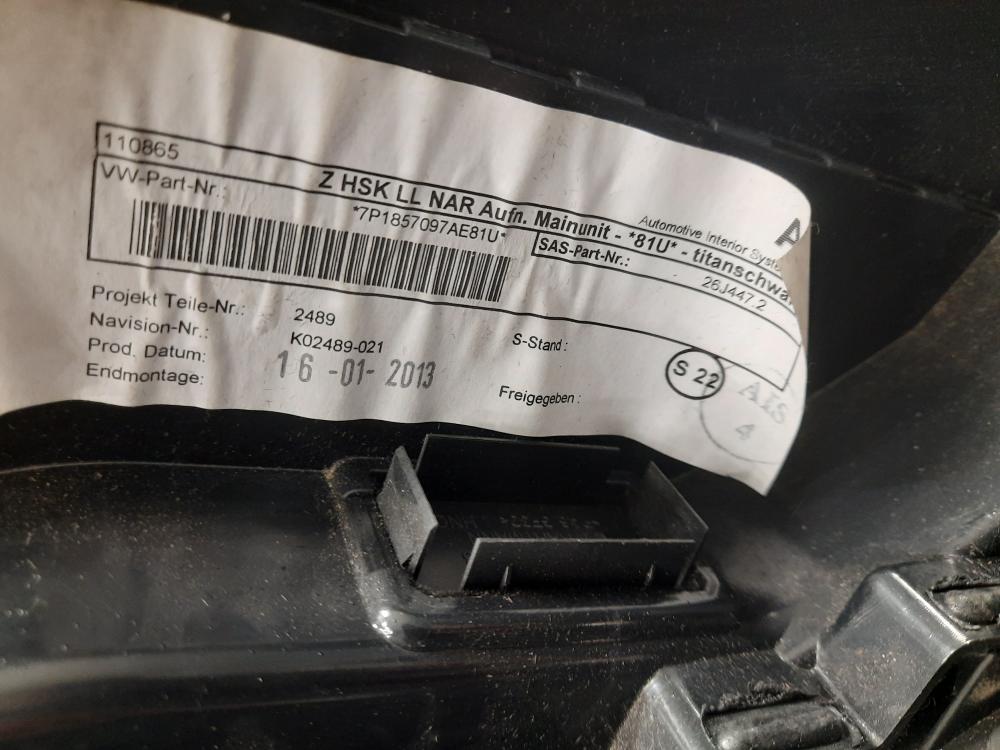 110865
Z HSK LL NAR Aufn. Mainunit - *81U* - titanschwa
Automotive Interior Syste
A
VW-Part-Nr.:
*7P1857097AE81U*
SAS-Part-Nr.:
26J447.2
Projekt Teile-Nr.: 2489
Navision-Nr.: K02489-021
Prod. Datum: 16-01-2013
Endmontage:
S-Stand:
Freigegeben:
S 22
AIS
4